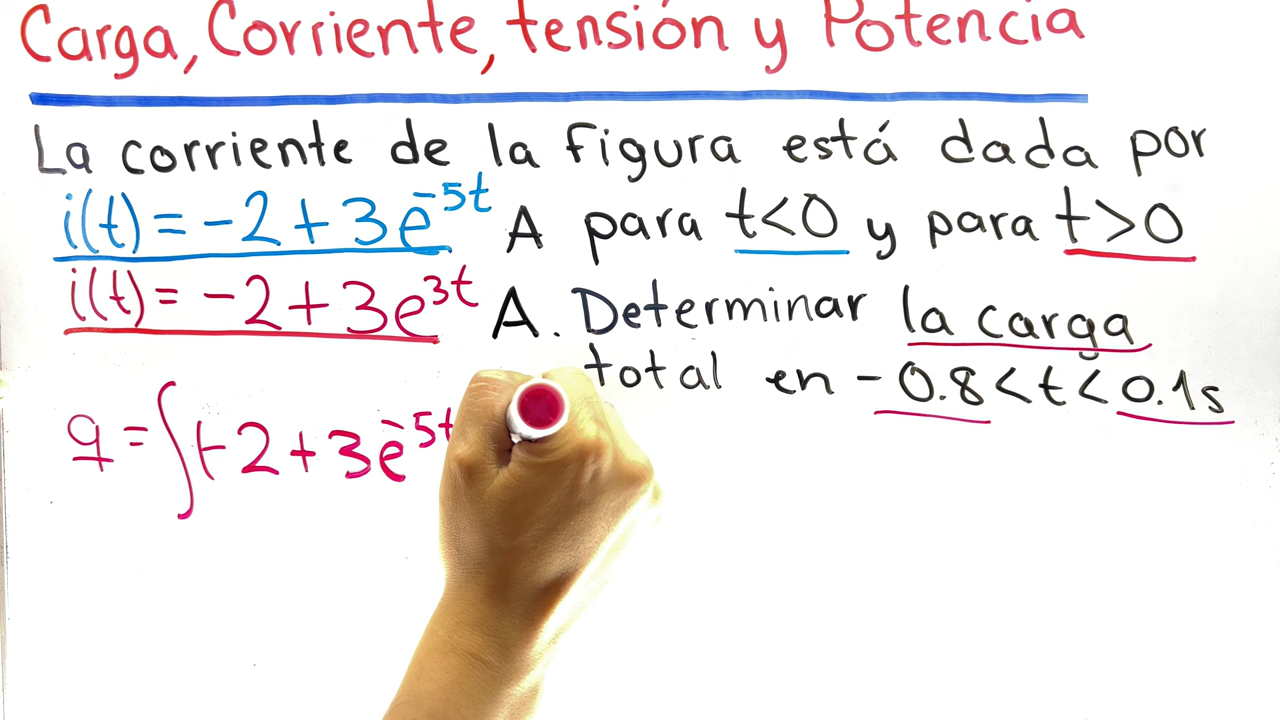 Carga, Corriente, tensión y Potencia
La corriente de la Figura está dada por
i(t) = -2 + 3e^-5t A para t<0 y para t>0
i(t) = -2 + 3e^3t A. Determinar la carga
total en -0.8<t<0.1s
q = ∫(-2 + 3e^-5t